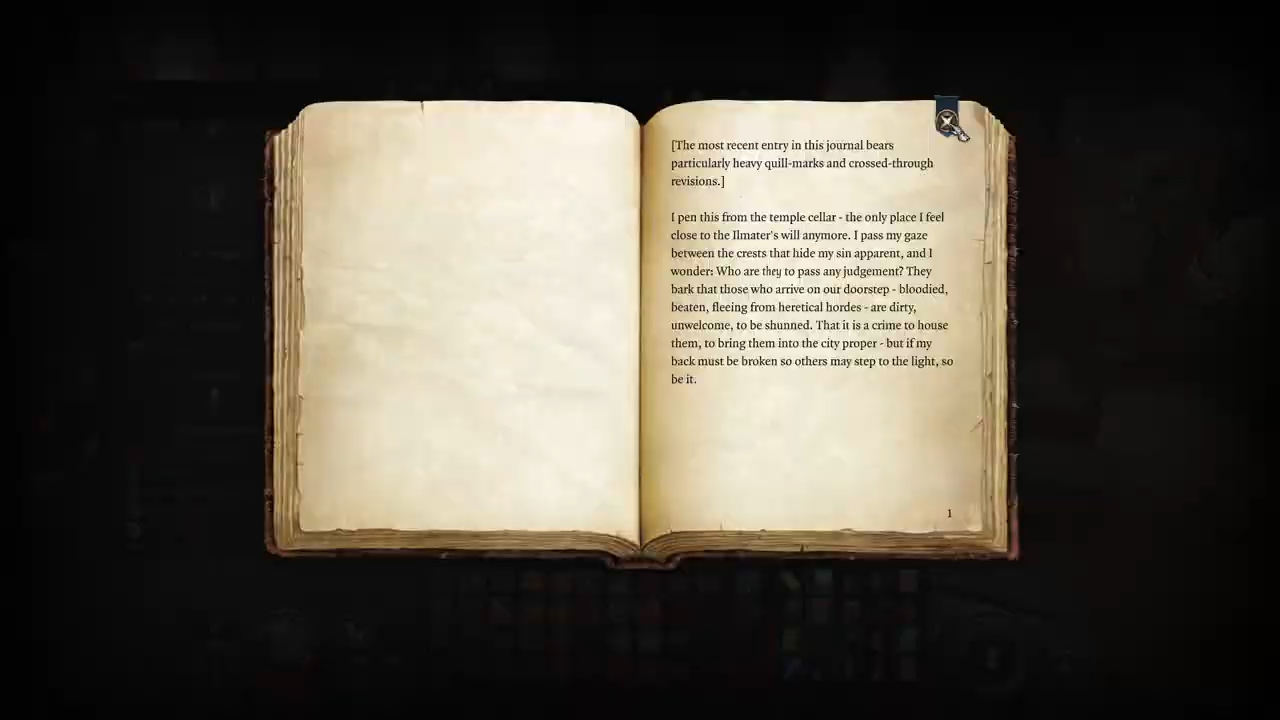 [The most recent entry in this journal bears
particularly heavy quill-marks and crossed-through
revisions.]
I pen this from the temple cellar - the only place I feel
close to the Ilmater's will anymore. I pass my gaze
between the crests that hide my sin apparent, and I
wonder: Who are they to pass any judgement? They
bark that those who arrive on our doorstep - bloodied,
beaten, fleeing from heretical hordes - are dirty,
unwelcome, to be shunned. That it is a crime to house
them, to bring them into the city proper - but if my
back must be broken so others may step to the light, so
be it.
1